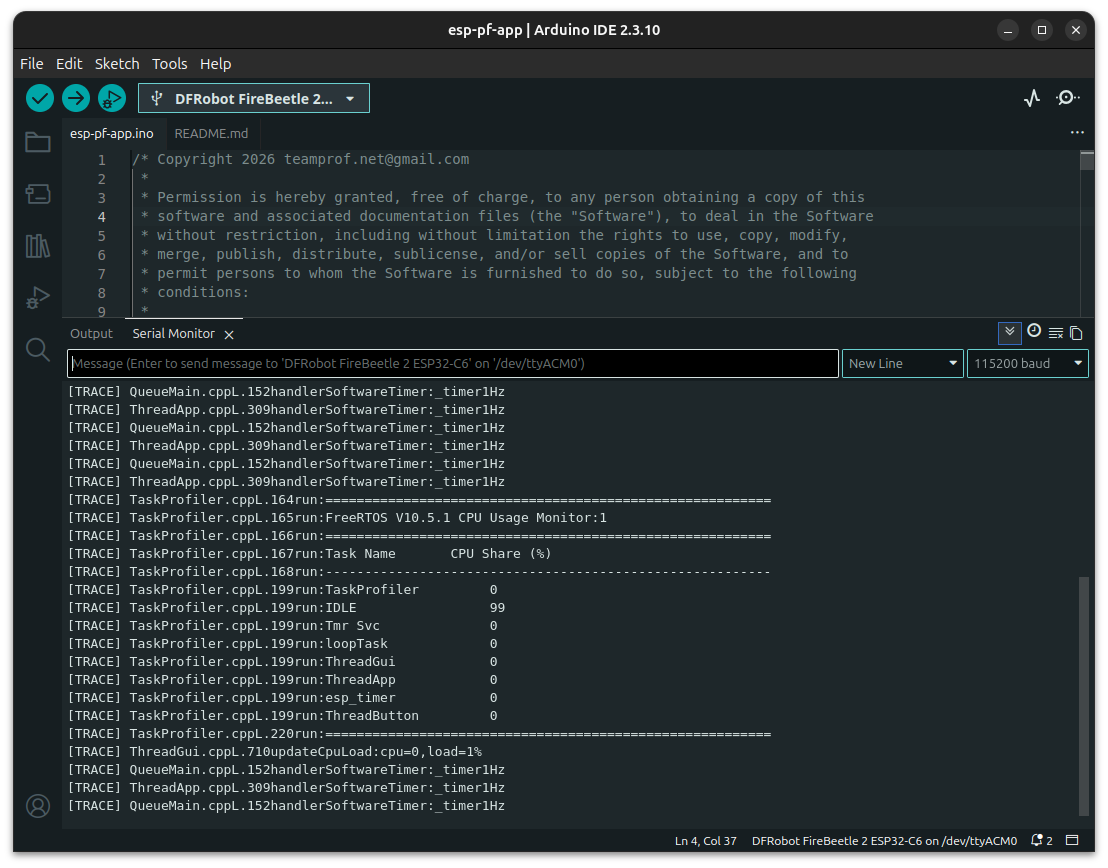 esp-pf-app | Arduino IDE 2.3.10
File Edit Sketch Tools Help
DFRobot FireBeetle 2...
esp-pf-app.ino README.md
1 /* Copyright 2026 teamprof.net@gmail.com
2 *
3 * Permission is hereby granted, free of charge, to any person obtaining a copy of this
4 * software and associated documentation files (the "Software"), to deal in the Software
5 * without restriction, including without limitation the rights to use, copy, modify,
6 * merge, publish, distribute, sublicense, and/or sell copies of the Software, and to
7 * permit persons to whom the Software is furnished to do so, subject to the following
8 * conditions:
9 *
Output Serial Monitor
Message (Enter to send message to 'DFRobot FireBeetle 2 ESP32-C6' on '/dev/ttyACM0')
New Line
115200 baud
[TRACE] QueueMain.cppL.152handlerSoftwareTimer:_timer1Hz
[TRACE] ThreadApp.cppL.309handlerSoftwareTimer:_timer1Hz
[TRACE] QueueMain.cppL.152handlerSoftwareTimer:_timer1Hz
[TRACE] ThreadApp.cppL.309handlerSoftwareTimer:_timer1Hz
[TRACE] QueueMain.cppL.152handlerSoftwareTimer:_timer1Hz
[TRACE] ThreadApp.cppL.309handlerSoftwareTimer:_timer1Hz
[TRACE] TaskProfiler.cppL.164run:=========================================================
[TRACE] TaskProfiler.cppL.165run:FreeRTOS V10.5.1 CPU Usage Monitor:1
[TRACE] TaskProfiler.cppL.166run:=========================================================
[TRACE] TaskProfiler.cppL.167run:Task Name       CPU Share (%)
[TRACE] TaskProfiler.cppL.168run:---------------------------------------------------------
[TRACE] TaskProfiler.cppL.199run:TaskProfiler         0
[TRACE] TaskProfiler.cppL.199run:IDLE                 99
[TRACE] TaskProfiler.cppL.199run:Tmr Svc              0
[TRACE] TaskProfiler.cppL.199run:loopTask             0
[TRACE] TaskProfiler.cppL.199run:ThreadGui            0
[TRACE] TaskProfiler.cppL.199run:ThreadApp            0
[TRACE] TaskProfiler.cppL.199run:esp_timer            0
[TRACE] TaskProfiler.cppL.199run:ThreadButton         0
[TRACE] TaskProfiler.cppL.220run:=========================================================
[TRACE] ThreadGui.cppL.710updateCpuLoad:cpu=0,load=1%
[TRACE] QueueMain.cppL.152handlerSoftwareTimer:_timer1Hz
[TRACE] ThreadApp.cppL.309handlerSoftwareTimer:_timer1Hz
[TRACE] QueueMain.cppL.152handlerSoftwareTimer:_timer1Hz
Ln 4, Col 37 DFRobot FireBeetle 2 ESP32-C6 on /dev/ttyACM0 2